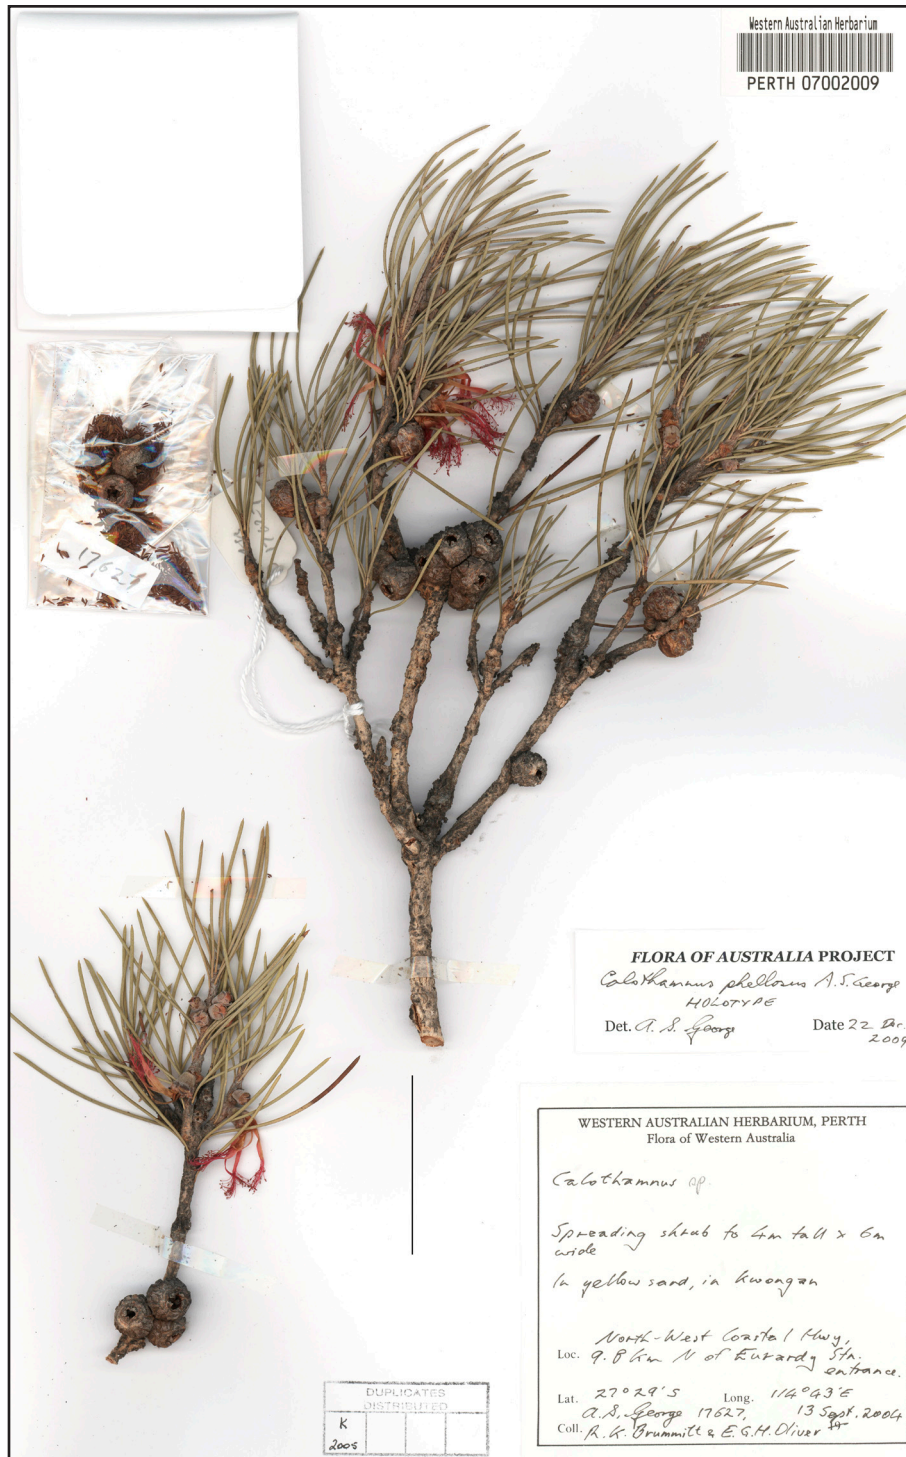 Western Australian Herbarium
PERTH 07002009
17627
FLORA OF AUSTRALIA PROJECT
Calothamnus phellosus A.S. George
HOLOTYPE
Det. A. S. George Date 22 Dec.
2009
WESTERN AUSTRALIAN HERBARIUM, PERTH
Flora of Western Australia
Calothamnus sp.
Spreading shrub to 4m tall x 6m
wide
In yellow sand, in kwongan
North-West Coastal Hwy,
Loc. 9.8 km N of Eurardy Stn.
entrance.
Lat. 27°29'S Long. 114°43'E
A.S. George 17627, 13 Sept. 2004
Coll. R. K. Brummitt & E.G.H. Oliver
DUPLICATES
DISTRIBUTED
K
2005